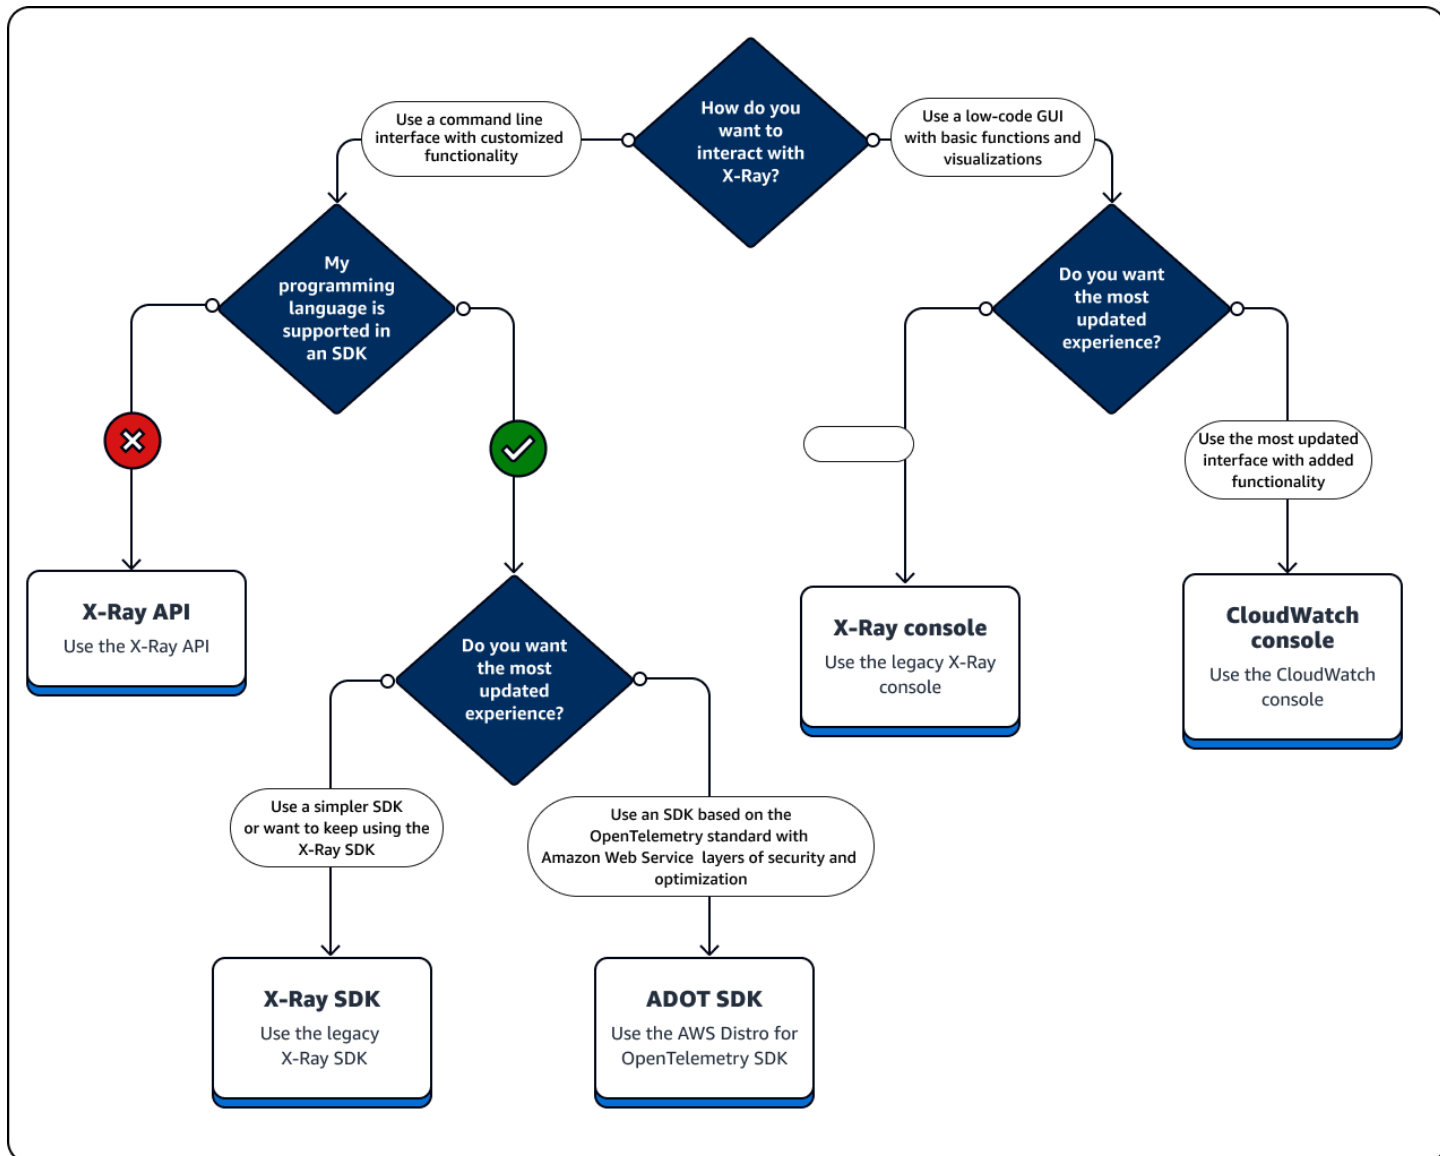 How do you
want to
interact with
X-Ray?
Use a command line
interface with customized
functionality
Use a low-code GUI
with basic functions and
visualizations
My
programming
language is
supported in
an SDK
Do you want
the most
updated
experience?
Use the most updated
interface with added
functionality
X-Ray API
Use the X-Ray API
Do you want
the most
updated
experience?
X-Ray console
Use the legacy X-Ray
console
CloudWatch
console
Use the CloudWatch
console
Use a simpler SDK
or want to keep using the
X-Ray SDK
Use an SDK based on the
OpenTelemetry standard with
Amazon Web Service  layers of security and
optimization
X-Ray SDK
Use the legacy
X-Ray SDK
ADOT SDK
Use the AWS Distro for
OpenTelemetry SDK